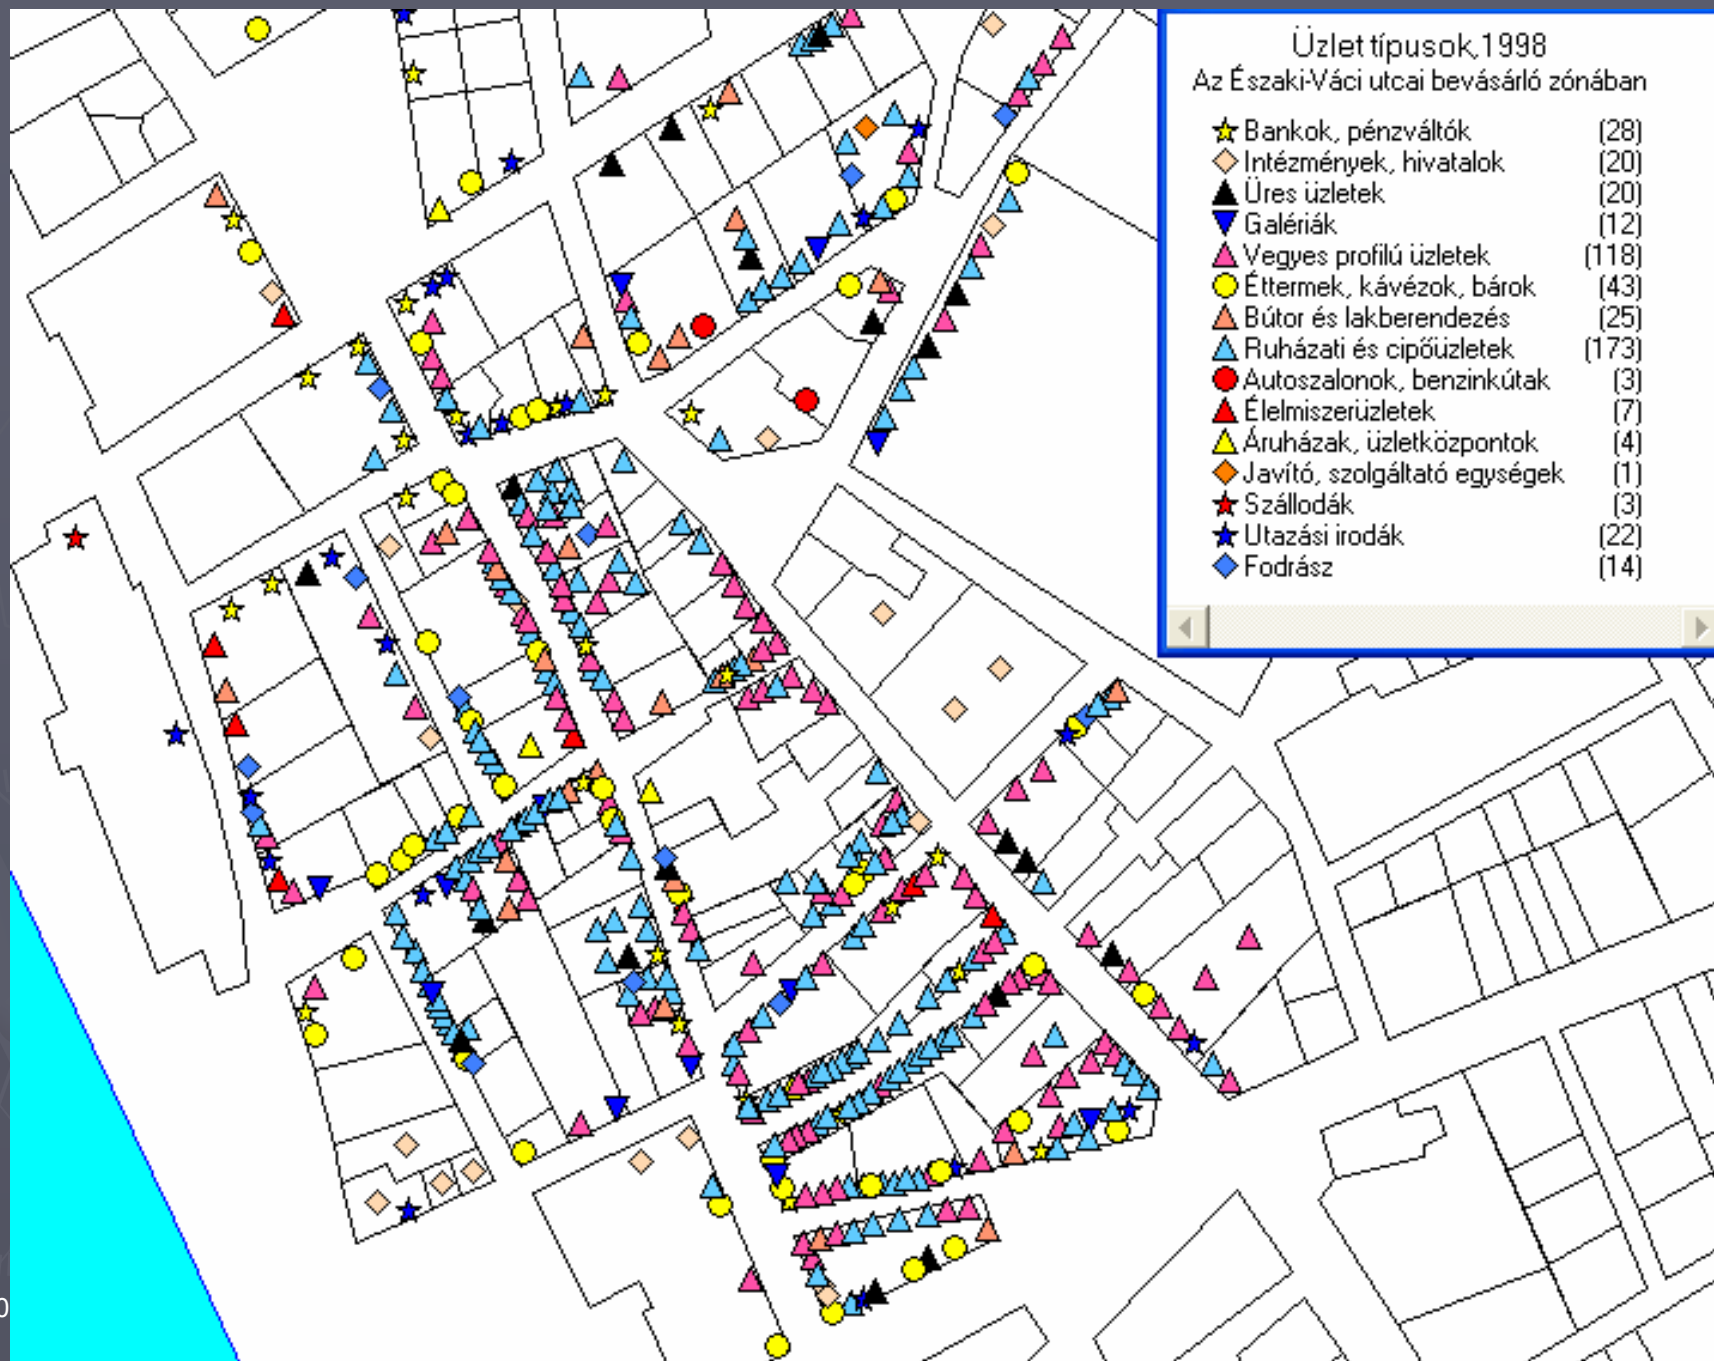 Üzlet típusok,1998
Az Északi-Váci utcai bevásárló zónában
Bankok, pénzváltók (28)
Intézmények, hivatalok (20)
Üres üzletek (20)
Galériák (12)
Vegyes profilú üzletek (118)
Éttermek, kávézok, bárok (43)
Bútor és lakberendezés (25)
Ruházati és cipőüzletek (173)
Autoszalonok, benzinkútak (3)
Élelmiszerüzletek (7)
Áruházak, üzletközpontok (4)
Javító, szolgáltató egységek (1)
Szállodák (3)
Utazási irodák (22)
Fodrász (14)
0